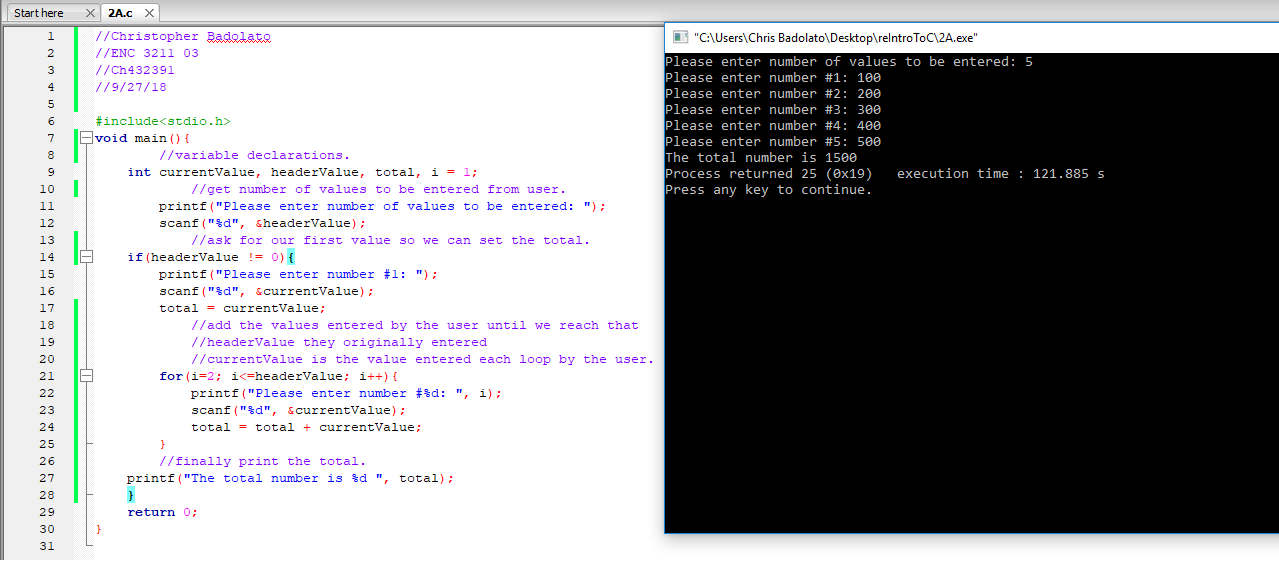 Start here
2A.c
1 //Christopher Badolato
2 //ENC 3211 03
3 //Ch432391
4 //9/27/18
5
6 #include<stdio.h>
7 void main(){
8 //variable declarations.
9 int currentValue, headerValue, total, i = 1;
10 //get number of values to be entered from user.
11 printf("Please enter number of values to be entered: ");
12 scanf("%d", &headerValue);
13 //ask for our first value so we can set the total.
14 if(headerValue != 0){
15 printf("Please enter number #1: ");
16 scanf("%d", &currentValue);
17 total = currentValue;
18 //add the values entered by the user until we reach that
19 //headerValue they originally entered
20 //currentValue is the value entered each loop by the user.
21 for(i=2; i<=headerValue; i++){
22 printf("Please enter number #%d: ", i);
23 scanf("%d", &currentValue);
24 total = total + currentValue;
25 }
26 //finally print the total.
27 printf("The total number is %d ", total);
28 }
29 return 0;
30 }
31
"C:\Users\Chris Badolato\Desktop\reIntroToC\2A.exe"
Please enter number of values to be entered: 5
Please enter number #1: 100
Please enter number #2: 200
Please enter number #3: 300
Please enter number #4: 400
Please enter number #5: 500
The total number is 1500
Process returned 25 (0x19)   execution time : 121.885 s
Press any key to continue.